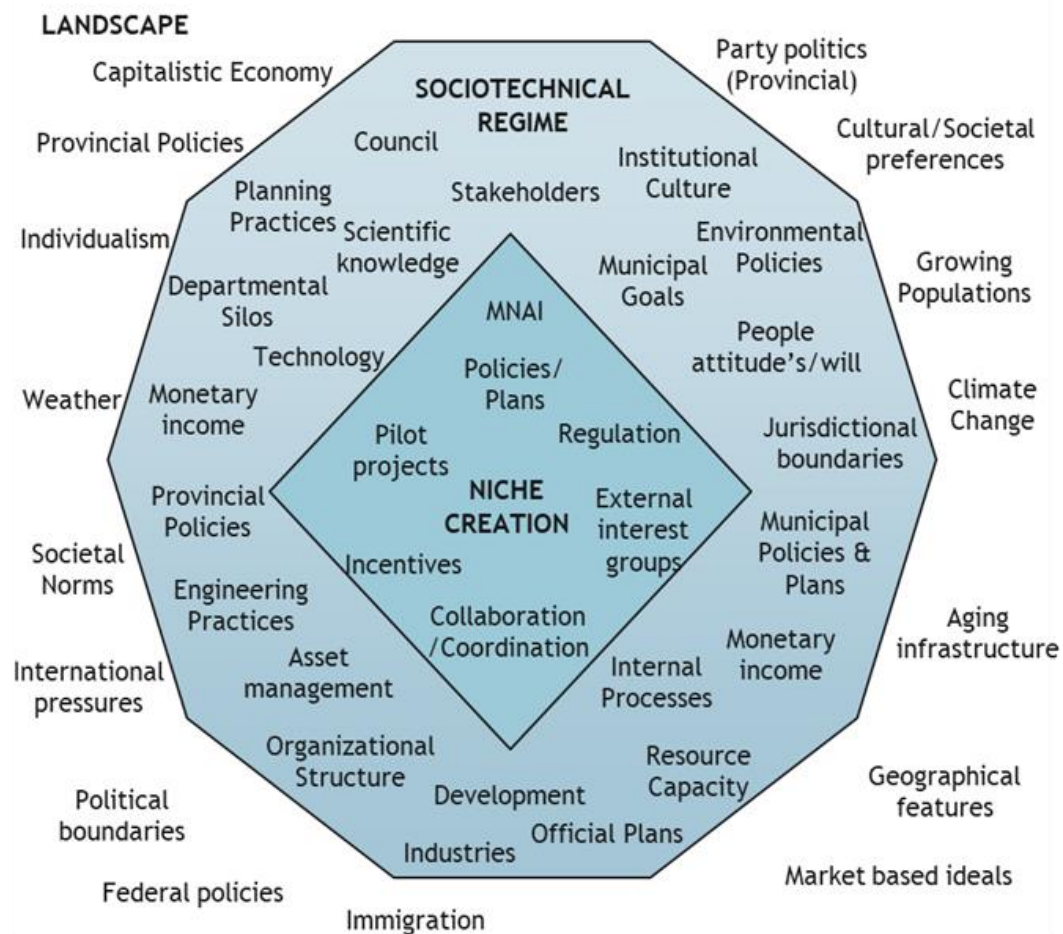 LANDSCAPE
Capitalistic Economy
Party politics
(Provincial)
Provincial Policies
Cultural/Societal
preferences
Individualism
Growing
Populations
Weather
Climate
Change
Societal
Norms
Aging
infrastructure
International
pressures
Geographical
features
Political
boundaries
Market based ideals
Federal policies
Immigration
SOCIOTECHNICAL
REGIME
Council
Stakeholders
Institutional
Culture
Planning
Practices
Scientific
knowledge
Environmental
Policies
Municipal
Goals
Departmental
Silos
Technology
People
attitude's/will
Monetary
income
Jurisdictional
boundaries
Provincial
Policies
Municipal
Policies &
Plans
Engineering
Practices
Monetary
income
Asset
management
Internal
Processes
Organizational
Structure
Resource
Capacity
Development
Official Plans
Industries
MNAI
Policies/
Plans
Pilot
projects
Regulation
NICHE
CREATION
External
interest
groups
Incentives
Collaboration
/Coordination